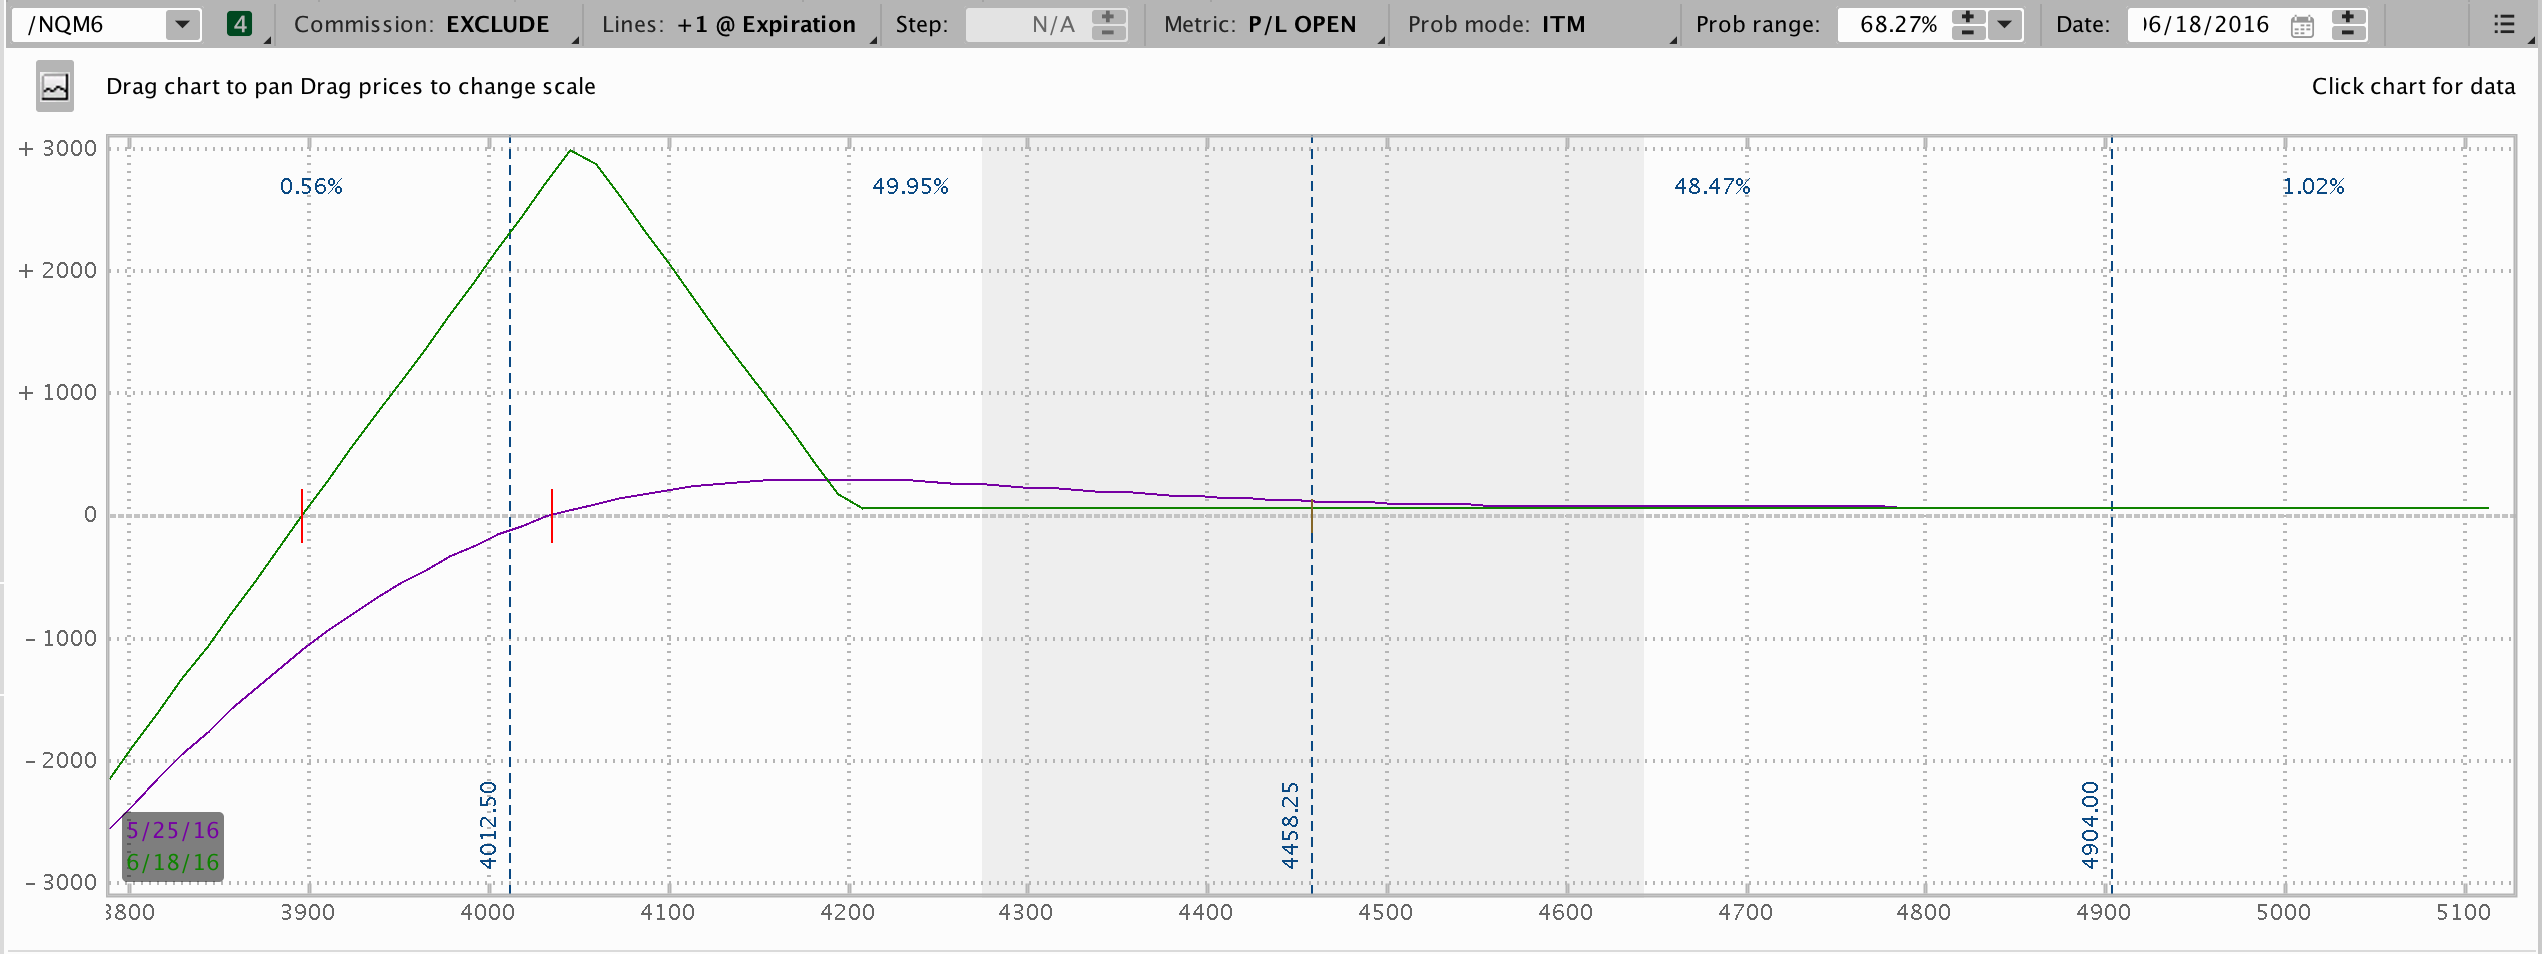 /NQM6 4 Commission: EXCLUDE Lines: +1 @ Expiration Step: N/A Metric: P/L OPEN Prob mode: ITM Prob range: 68.27% Date: 06/18/2016
Drag chart to pan Drag prices to change scale Click chart for data
+ 3000
0.56% 49.95% 48.47% 1.02%
+ 2000
+ 1000
0
- 1000
- 2000
4012.50 4458.25 4904.00
5/25/16
6/18/16
- 3000
3800 3900 4000 4100 4200 4300 4400 4500 4600 4700 4800 4900 5000 5100